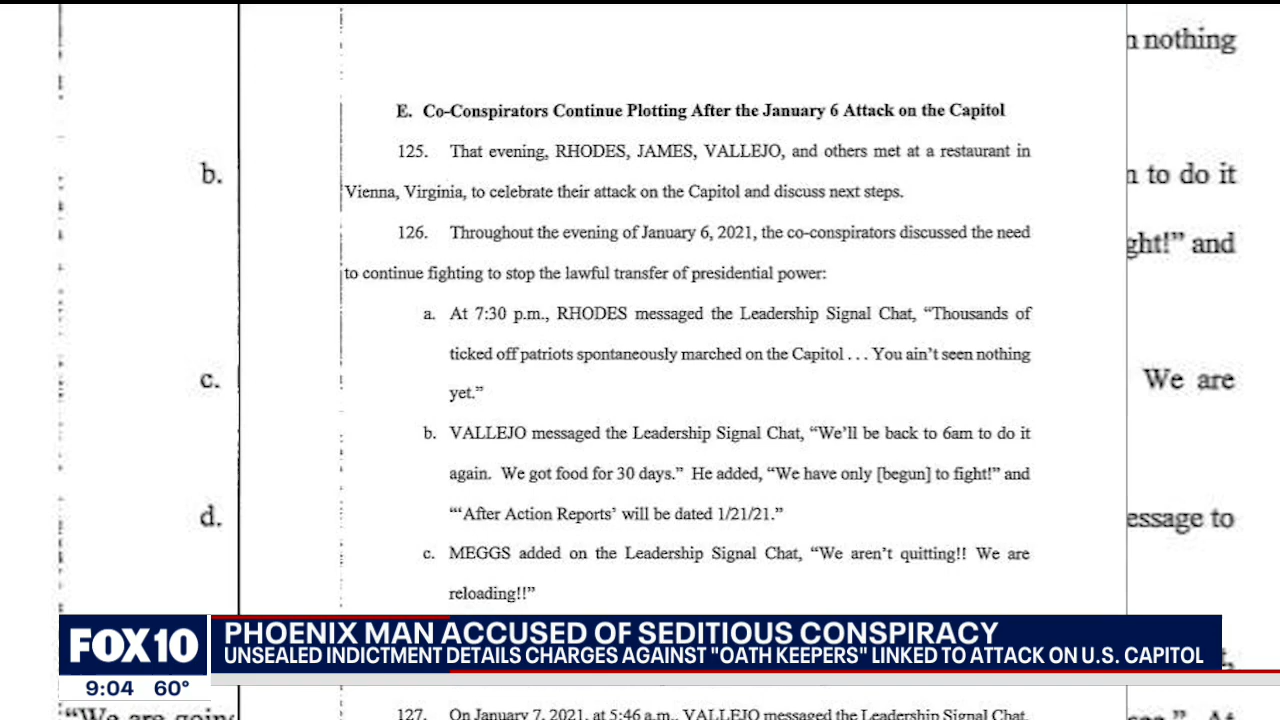 n nothing
E. Co-Conspirators Continue Plotting After the January 6 Attack on the Capitol
125. That evening, RHODES, JAMES, VALLEJO, and others met at a restaurant in
b.
to do it
Vienna, Virginia, to celebrate their attack on the Capitol and discuss next steps.
126. Throughout the evening of January 6, 2021, the co-conspirators discussed the need
ght!” and
to continue fighting to stop the lawful transfer of presidential power:
a. At 7:30 p.m., RHODES messaged the Leadership Signal Chat, “Thousands of
ticked off patriots spontaneously marched on the Capitol . . . You ain’t seen nothing
c.
We are
yet.”
b. VALLEJO messaged the Leadership Signal Chat, “We’ll be back to 6am to do it
again. We got food for 30 days.” He added, “We have only [begun] to fight!” and
“‘After Action Reports’ will be dated 1/21/21.”
d.
essage to
c. MEGGS added on the Leadership Signal Chat, “We aren’t quitting!! We are
reloading!!”
FOX10
PHOENIX MAN ACCUSED OF SEDITIOUS CONSPIRACY
UNSEALED INDICTMENT DETAILS CHARGES AGAINST "OATH KEEPERS" LINKED TO ATTACK ON U.S. CAPITOL
9:04 60°
“We are going
127. On January 7, 2021, at 5:46 a.m., VALLEJO messaged the Leadership Signal Chat,